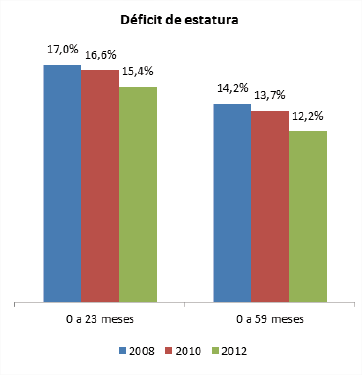 Déficit de estatura
17,0%
16,6%
15,4%
14,2%
13,7%
12,2%
0 a 23 meses
0 a 59 meses
2008 2010 2012